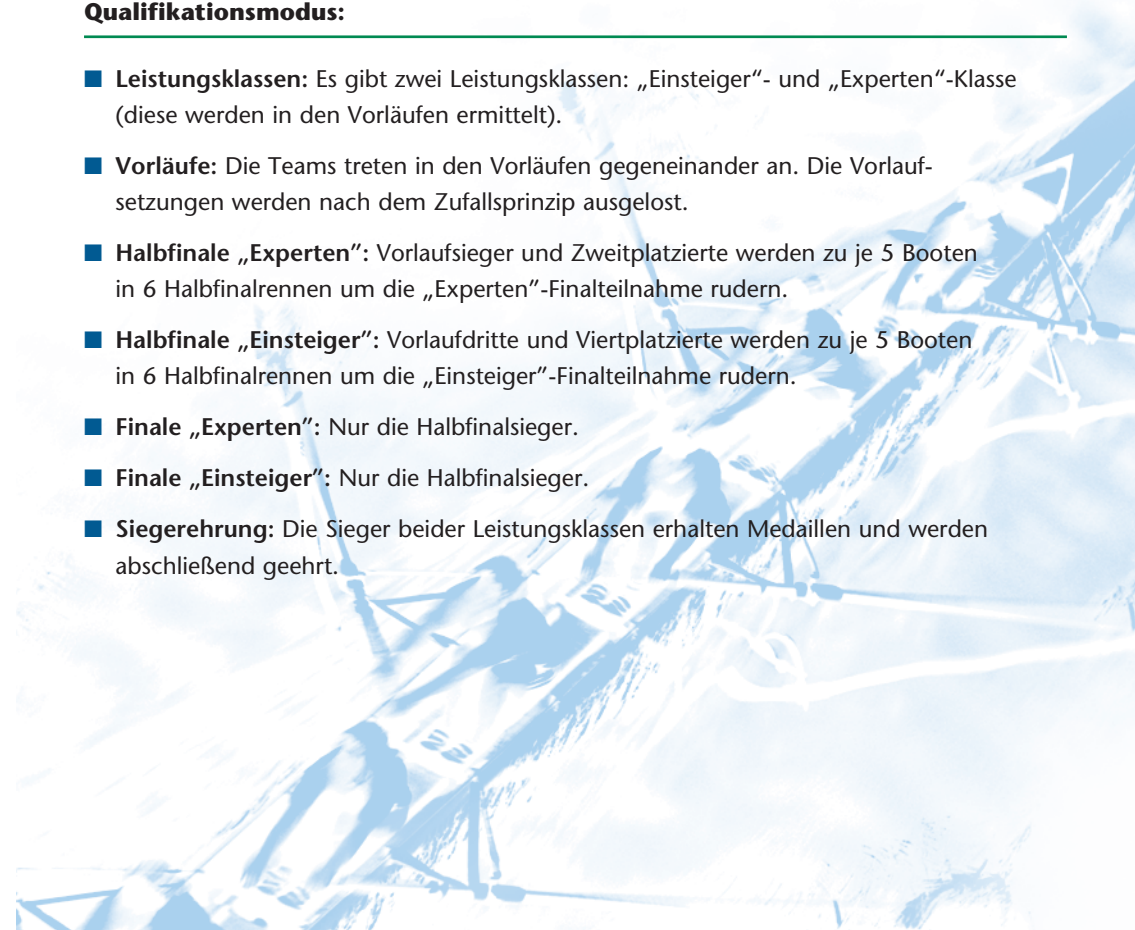 Qualifikationsmodus:
■ Leistungsklassen: Es gibt zwei Leistungsklassen: „Einsteiger“- und „Experten“-Klasse
(diese werden in den Vorläufen ermittelt).
■ Vorläufe: Die Teams treten in den Vorläufen gegeneinander an. Die Vorlauf-
setzungen werden nach dem Zufallsprinzip ausgelost.
■ Halbfinale „Experten“: Vorlaufsieger und Zweitplatzierte werden zu je 5 Booten
in 6 Halbfinalrennen um die „Experten“-Finalteilnahme rudern.
■ Halbfinale „Einsteiger“: Vorlaufdritte und Viertplatzierte werden zu je 5 Booten
in 6 Halbfinalrennen um die „Einsteiger“-Finalteilnahme rudern.
■ Finale „Experten“: Nur die Halbfinalsieger.
■ Finale „Einsteiger“: Nur die Halbfinalsieger.
■ Siegerehrung: Die Sieger beider Leistungsklassen erhalten Medaillen und werden
abschließend geehrt.